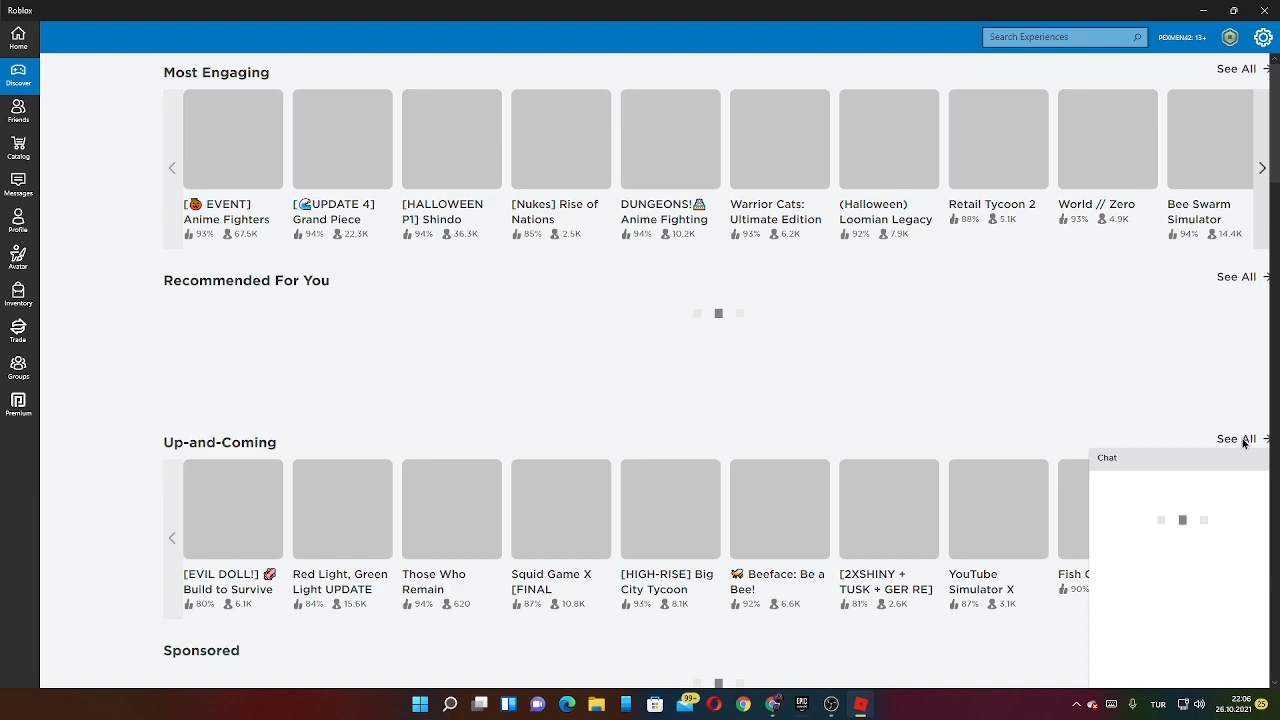 Roblox
Search Experiences
PEXMEN42: 13+
Home
Discover
Friends
Catalog
Messages
Profile
Avatar
Inventory
Trade
Groups
Premium
Most Engaging
See All →
[🎃 EVENT]
Anime Fighters
93% 67.5K
[🌊UPDATE 4]
Grand Piece
94% 22.3K
[HALLOWEEN
P1] Shindo
94% 36.3K
[Nukes] Rise of
Nations
85% 2.5K
DUNGEONS!
Anime Fighting
94% 10.2K
Warrior Cats:
Ultimate Edition
93% 6.2K
(Halloween)
Loomian Legacy
92% 7.9K
Retail Tycoon 2
88% 5.1K
World // Zero
93% 4.9K
Bee Swarm
Simulator
94% 14.4K
Recommended For You
See All →
Up-and-Coming
See All →
[EVIL DOLL!]
Build to Survive
80% 6.1K
Red Light, Green
Light UPDATE
84% 15.6K
Those Who
Remain
94% 620
Squid Game X
[FINAL
87% 10.8K
[HIGH-RISE] Big
City Tycoon
93% 8.1K
Beeface: Be a
Bee!
92% 6.6K
[2XSHINY +
TUSK + GER RE]
81% 2.6K
YouTube
Simulator X
87% 3.1K
Fish
90%
Chat
Sponsored
99+
EPIC
GAMES
TUR
22:06
26.10.2021
25